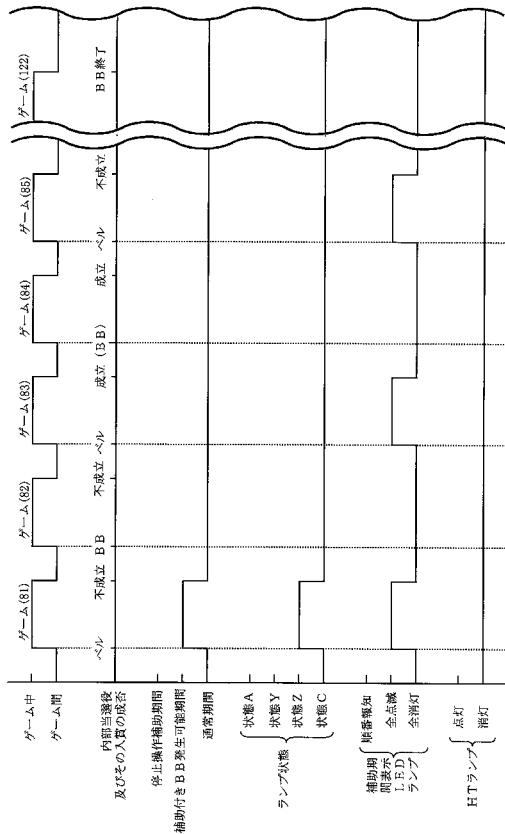 ゲーム(81)
ゲーム(82)
ゲーム(83)
ゲーム(84)
ゲーム(85)
ゲーム(122)
ゲーム中
ゲーム間
内部当選役
及びその入賞の成否
ベル
不成立
BB
不成立
ベル
成立
(BB)
成立
ベル
不成立
BB終了
停止操作補助期間
補助付きBB発生可能期間
通常期間
ランプ状態
状態A
状態Y
状態Z
状態C
補助期
間表示
LED
ランプ
順番報知
全点滅
全消灯
HTランプ
点灯
消灯